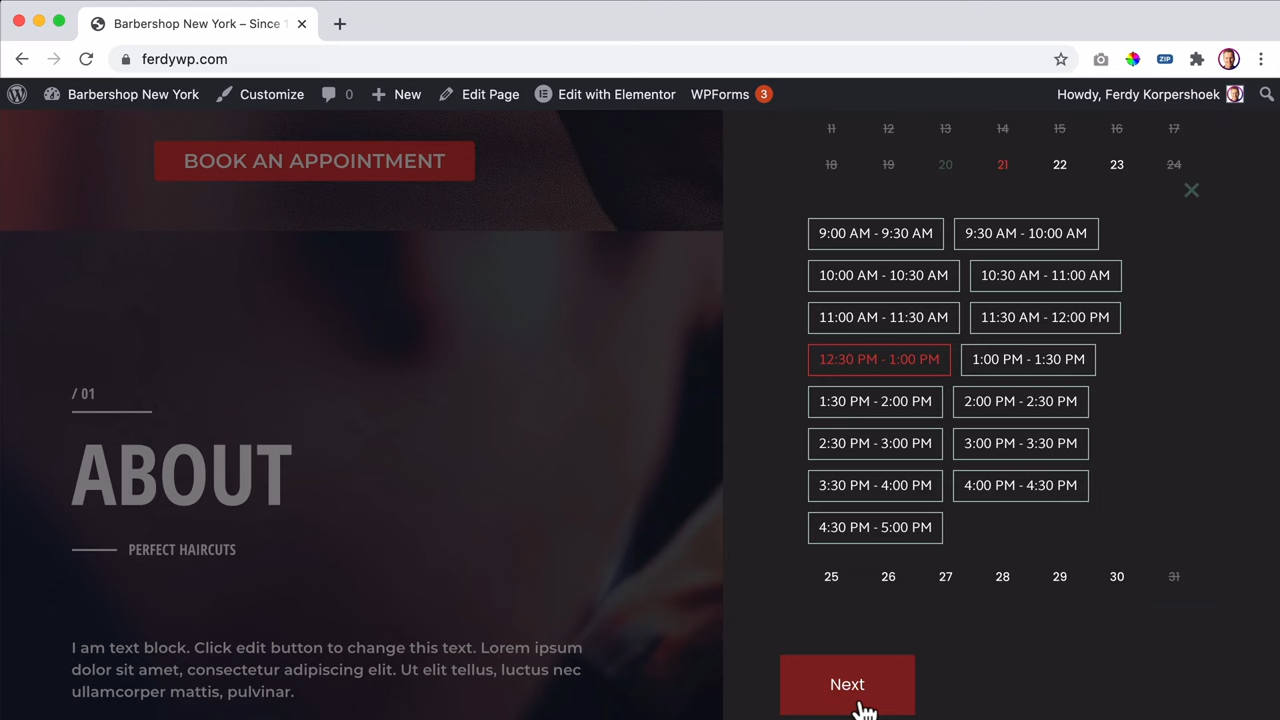 Barbershop New York – Since 1
ferdywp.com
ZIP
Barbershop New York Customize 0 New Edit Page Edit with Elementor WPForms 3 Howdy, Ferdy Korpershoek
BOOK AN APPOINTMENT
/ 01
ABOUT
PERFECT HAIRCUTS
I am text block. Click edit button to change this text. Lorem ipsum
dolor sit amet, consectetur adipiscing elit. Ut elit tellus, luctus nec
ullamcorper mattis, pulvinar.
11 12 13 14 15 16 17
18 19 20 21 22 23 24
9:00 AM - 9:30 AM 9:30 AM - 10:00 AM
10:00 AM - 10:30 AM 10:30 AM - 11:00 AM
11:00 AM - 11:30 AM 11:30 AM - 12:00 PM
12:30 PM - 1:00 PM 1:00 PM - 1:30 PM
1:30 PM - 2:00 PM 2:00 PM - 2:30 PM
2:30 PM - 3:00 PM 3:00 PM - 3:30 PM
3:30 PM - 4:00 PM 4:00 PM - 4:30 PM
4:30 PM - 5:00 PM
25 26 27 28 29 30 31
Next